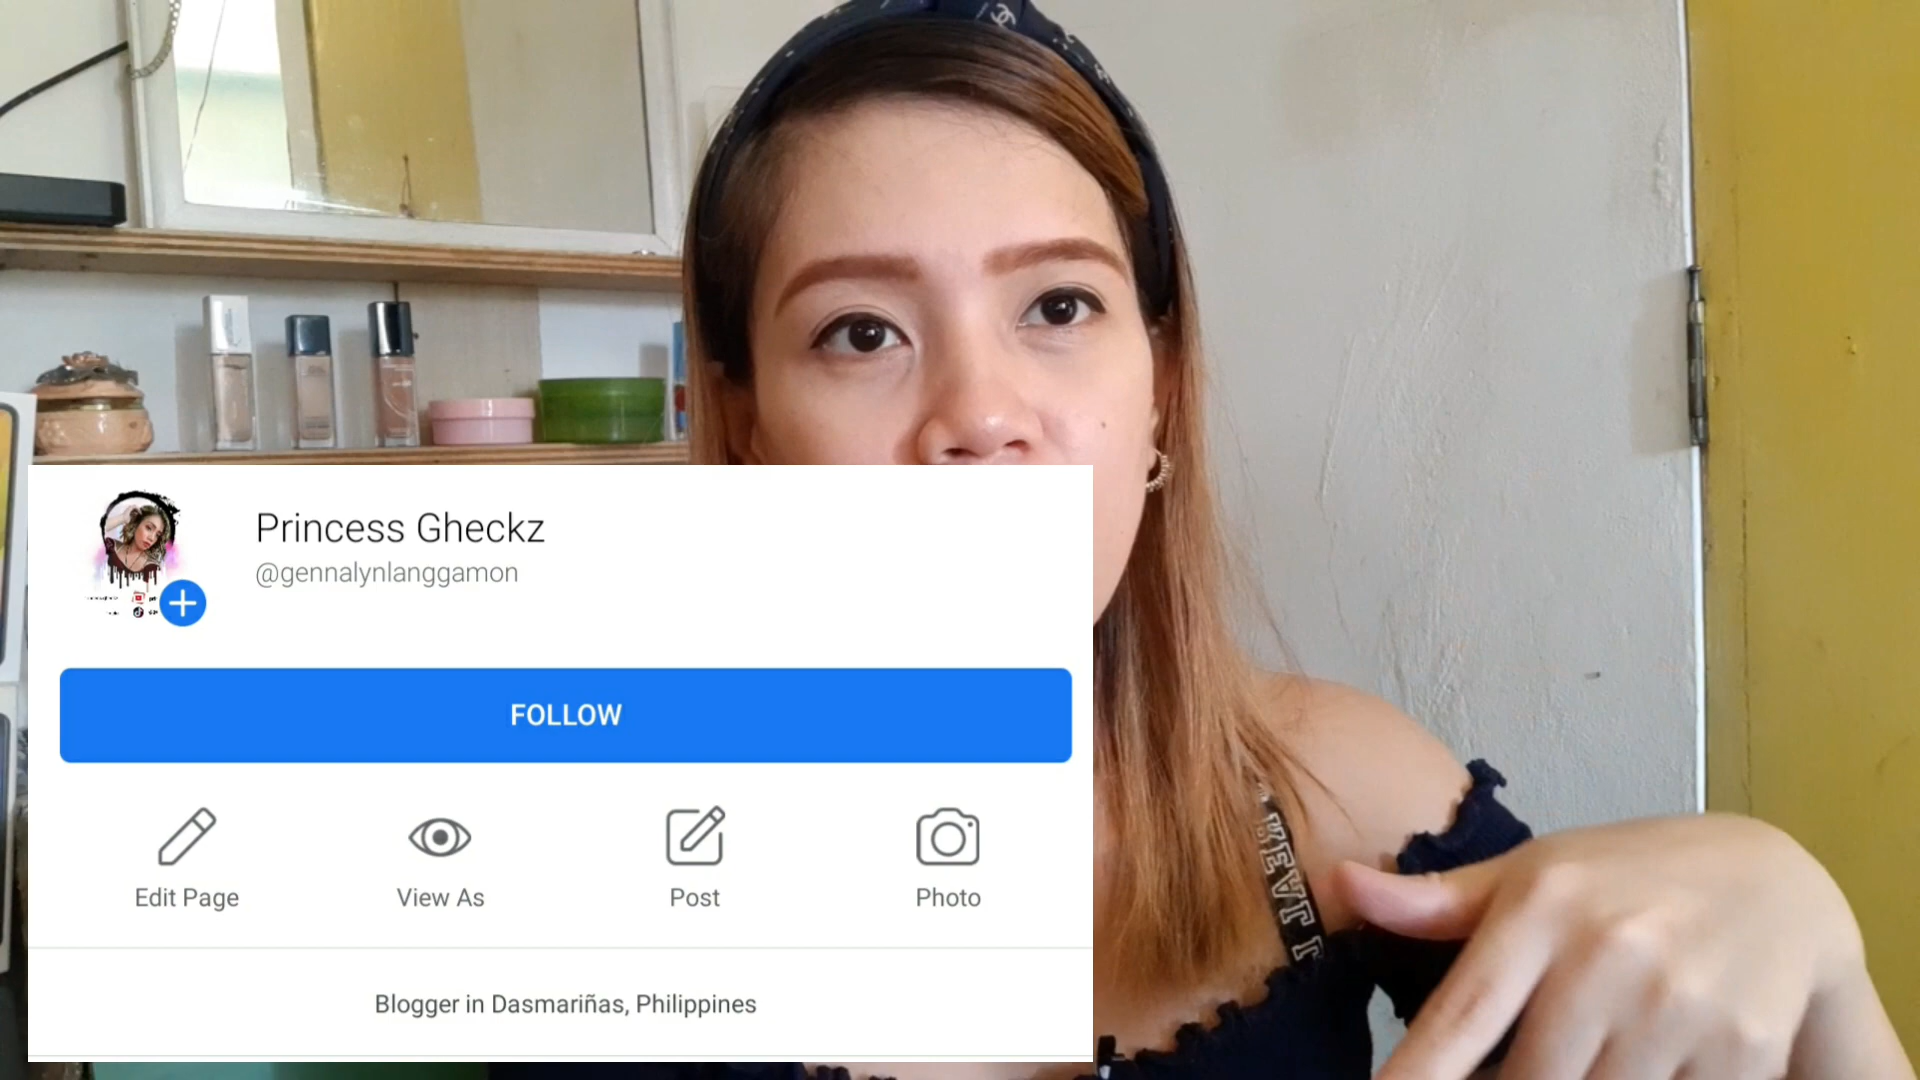 Princess Gheckz
@gennalynlanggamon
FOLLOW
Edit Page
View As
Post
Photo
Blogger in Dasmariñas, Philippines